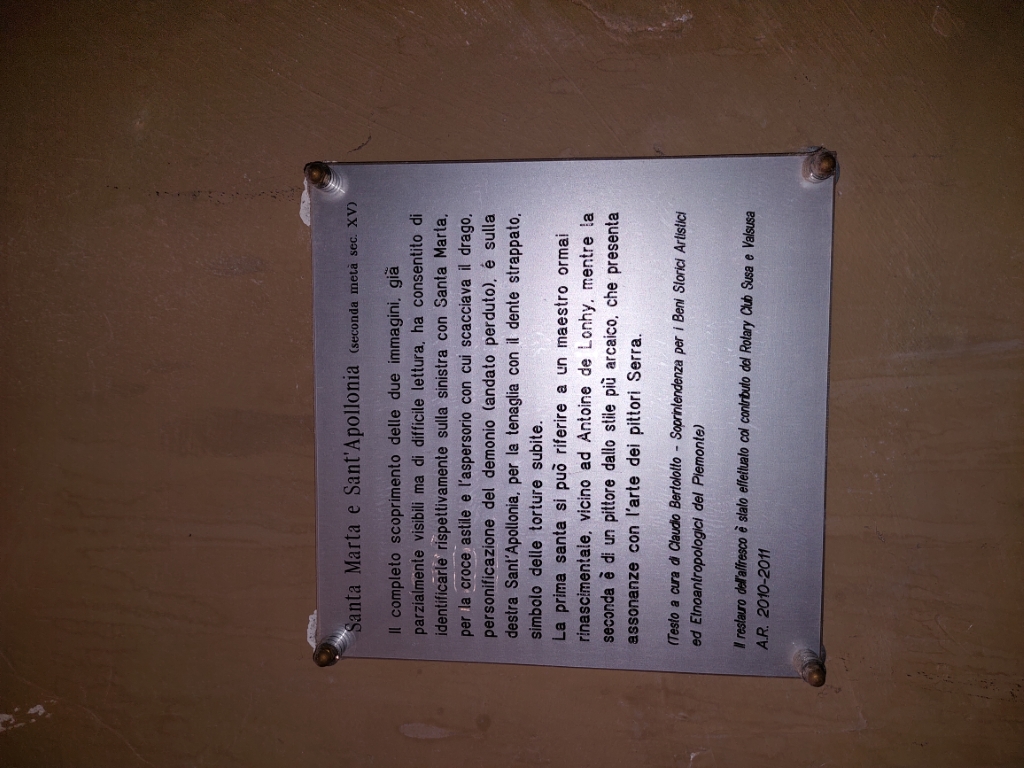 Santa Marta e Sant'Apollonia (seconda metà sec. XV)
Il completo scoprimento delle due immagini, già
parzialmente visibili ma di difficile lettura, ha consentito di
identificarle rispettivamente sulla sinistra con Santa Marta,
per la croce astile e l'aspersorio con cui scacciava il drago,
personificazione del demonio (andato perduto), è sulla
destra Sant'Apollonia, per la tenaglia con il dente strappato,
simbolo delle torture subite.
La prima santa si può riferire a un maestro ormai
rinascimentale, vicino ad Antoine de Lonhy, mentre la
seconda è di un pittore dallo stile più arcaico, che presenta
assonanze con l'arte dei pittori Serra.
(Testo a cura di Claudio Bertolotto - Soprintendenza per i Beni Storici Artistici
ed Etnoantropologici del Piemonte)
Il restauro dell'affresco è stato effettuato col contributo del Rotary Club Susa e Valsusa
A.R. 2010-2011